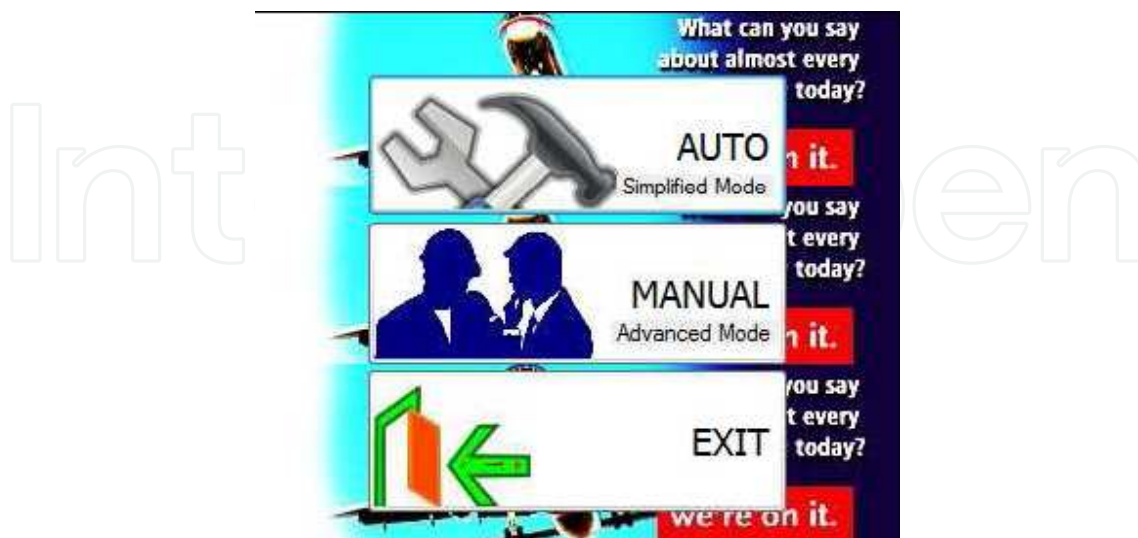 What can you say
about almost every
today?
AUTO
Simplified Mode
n it.
you say
t every
today?
MANUAL
Advanced Mode
n it.
you say
t every
today?
EXIT
we're on it.